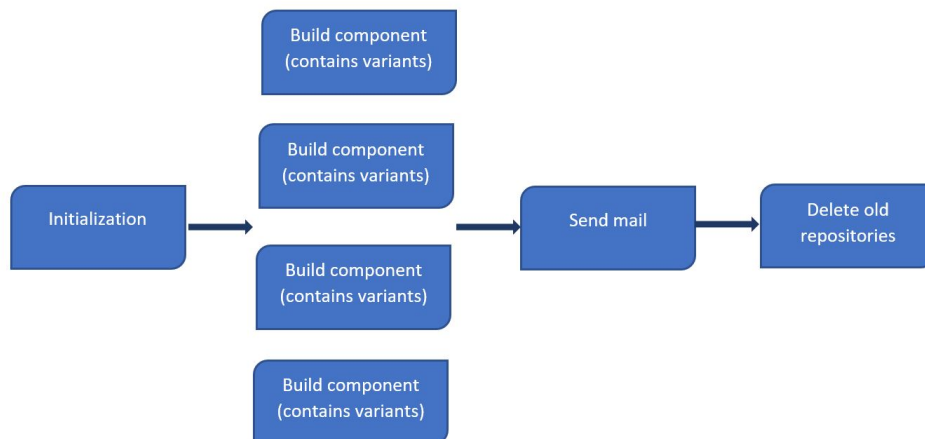 Build component
(contains variants)
Build component
(contains variants)
Initialization
Send mail
Delete old
repositories
Build component
(contains variants)
Build component
(contains variants)